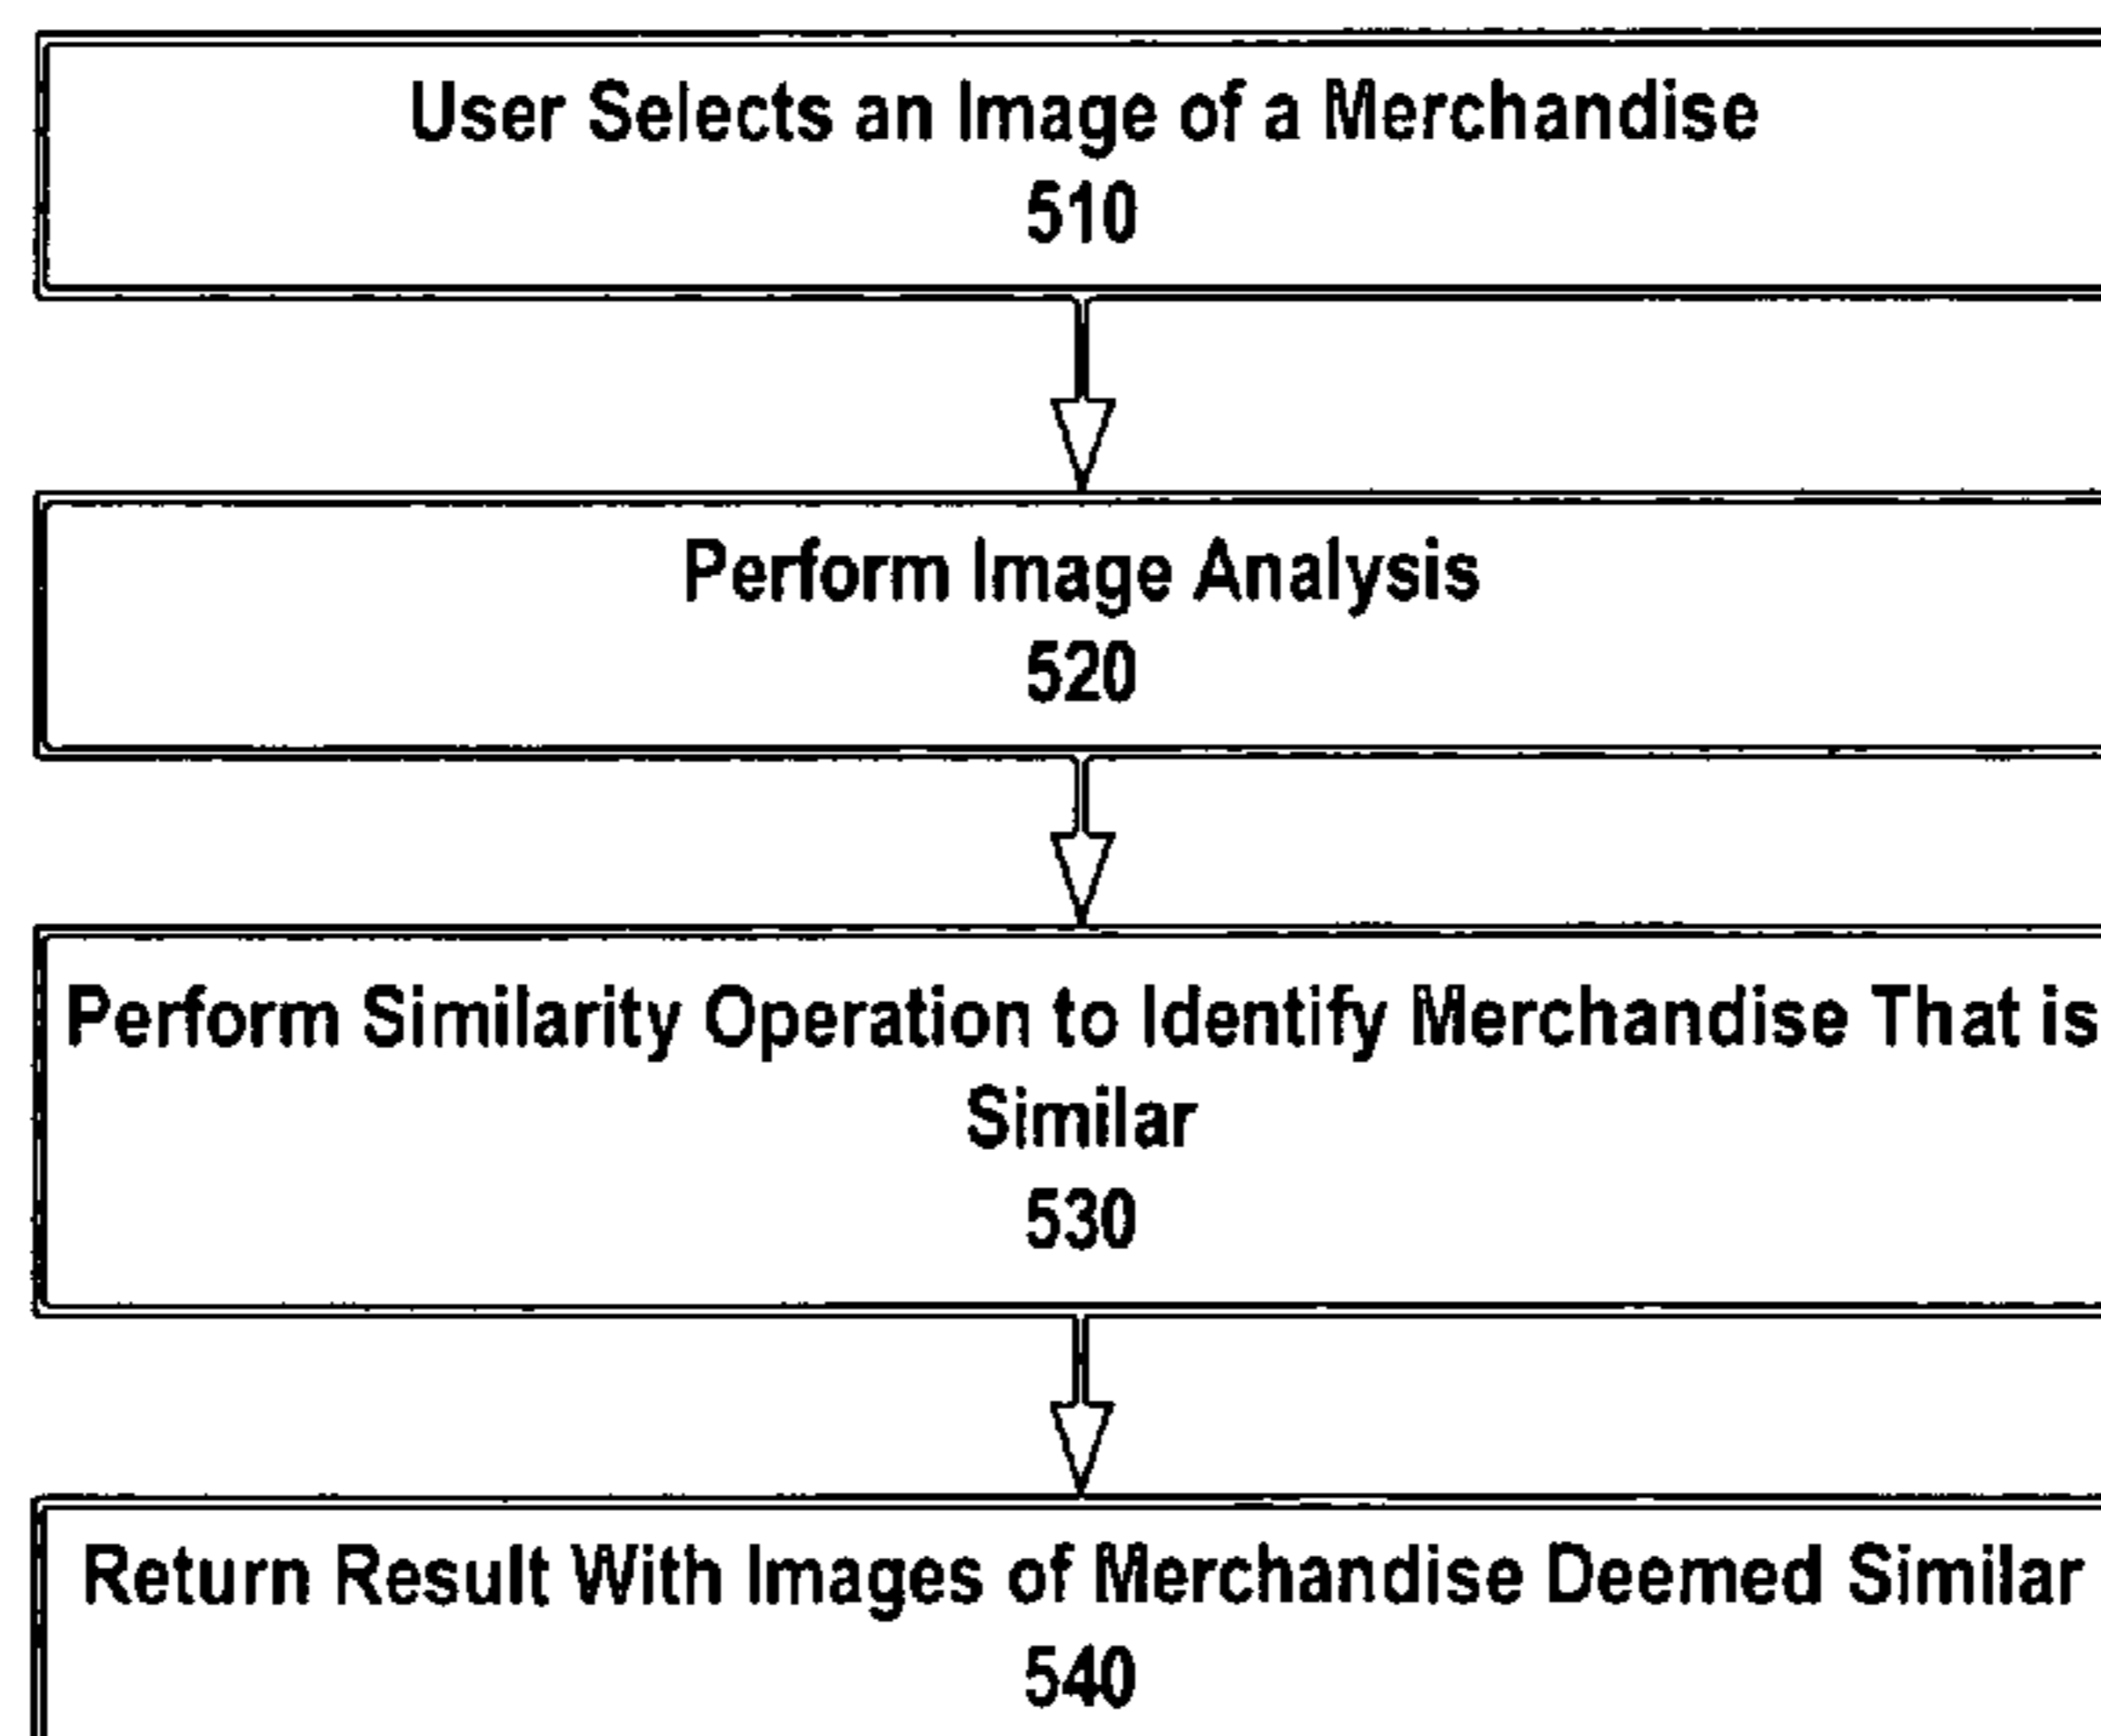 User Selects an Image of a Merchandise
510
Perform Image Analysis
520
Perform Similarity Operation to Identify Merchandise That is
Similar
530
Return Result With Images of Merchandise Deemed Similar
540